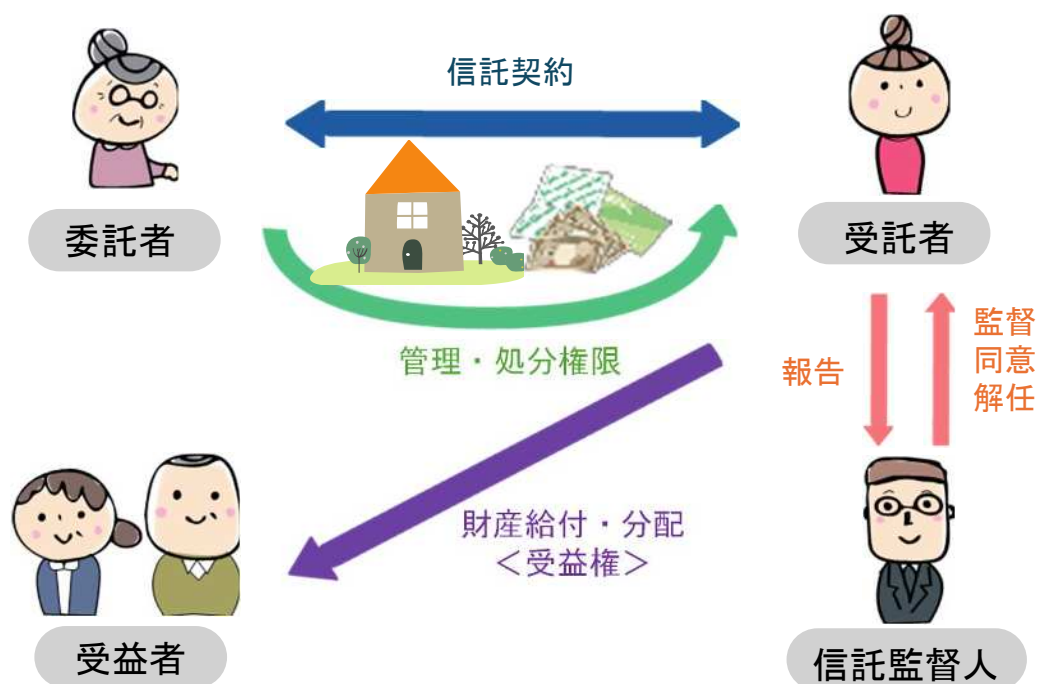 信託契約
委託者
受託者
管理・処分権限
報告
監督
同意
解任
財産給付・分配
＜受益権＞
受益者
信託監督人